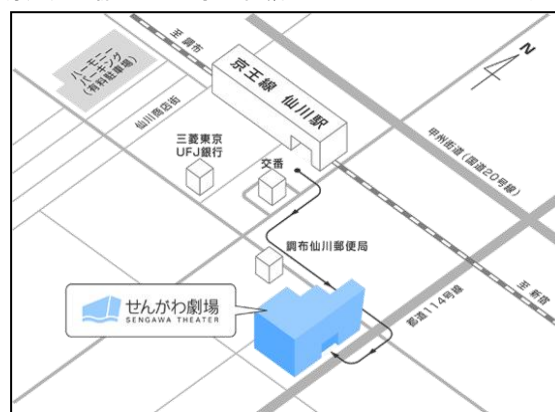 至 調布
ハーモニー
パーキング
(有料駐車場)
京王線 仙川駅
N
仙川商店街
三菱東京
UFJ銀行
交番
甲州街道(国道20号線)
調布仙川郵便局
せんがわ劇場
SENGAWA THEATER
都道114号線
至 新宿